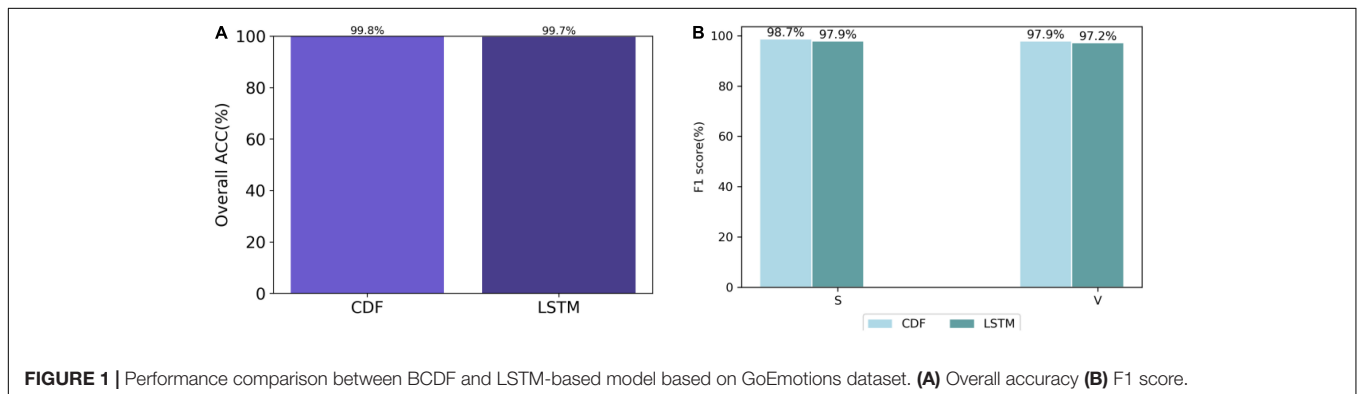 A
99.8%
99.7%
100
80
60
40
20
0
Overall ACC(%)
CDF
LSTM
B
98.7%
97.9%
97.9%
97.2%
100
80
60
40
20
0
F1 score(%)
S
V
CDF
LSTM
FIGURE 1 | Performance comparison between BCDF and LSTM-based model based on GoEmotions dataset. (A) Overall accuracy (B) F1 score.